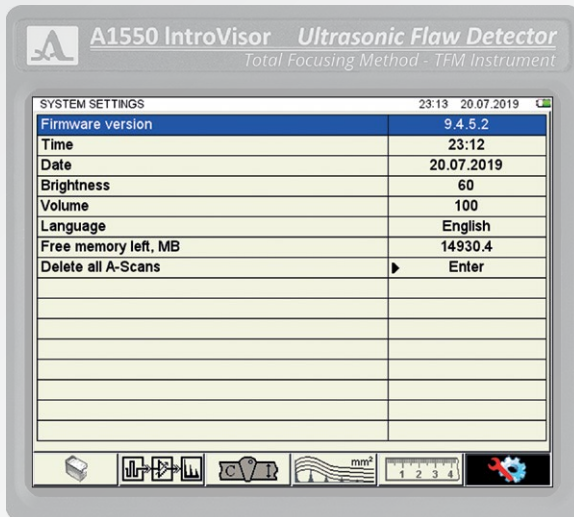 A1550 IntroVisor Ultrasonic Flaw Detector
Total Focusing Method - TFM Instrument
SYSTEM SETTINGS 23:13 20.07.2019
Firmware version 9.4.5.2
Time 23:12
Date 20.07.2019
Brightness 60
Volume 100
Language English
Free memory left, MB 14930.4
Delete all A-Scans Enter
C mm² 1 2 3 4